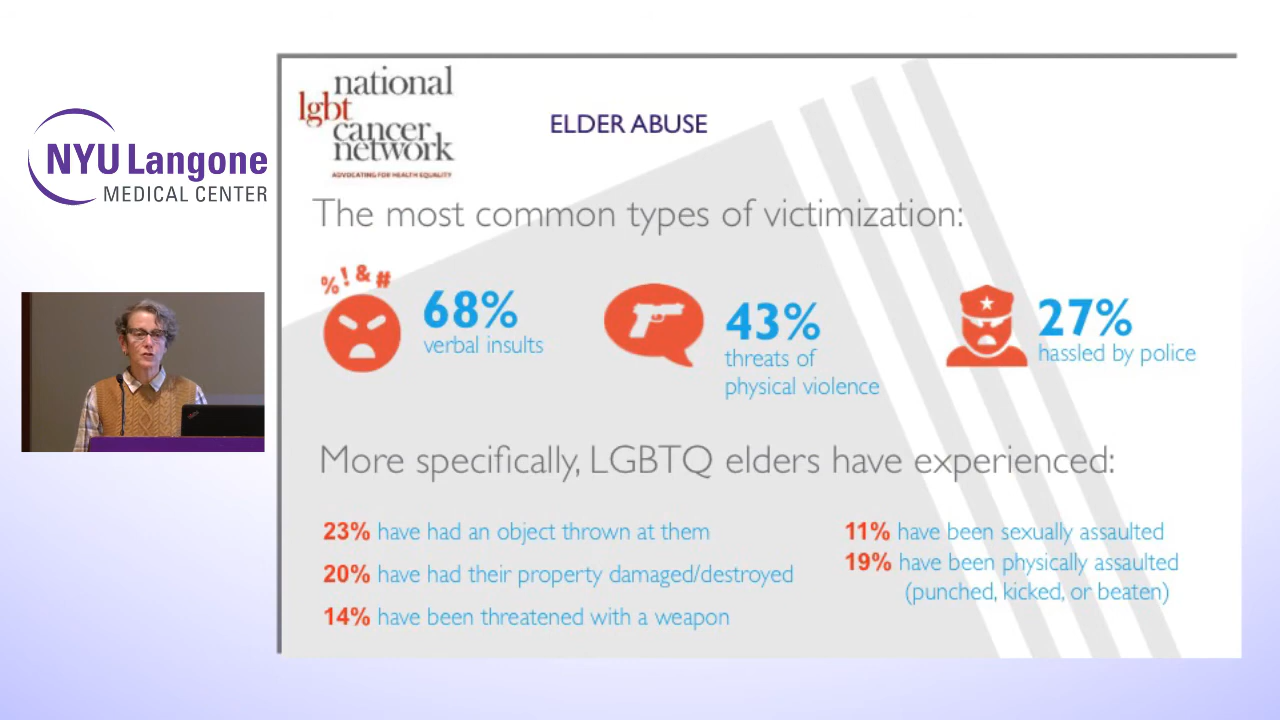 NYU Langone
MEDICAL CENTER
national
lgbt
cancer
network
ADVOCATING FOR HEALTH EQUALITY
ELDER ABUSE
The most common types of victimization:
%!&#
68%
verbal insults
43%
threats of
physical violence
27%
hassled by police
More specifically, LGBTQ elders have experienced:
23% have had an object thrown at them
20% have had their property damaged/destroyed
14% have been threatened with a weapon
11% have been sexually assaulted
19% have been physically assaulted
(punched, kicked, or beaten)